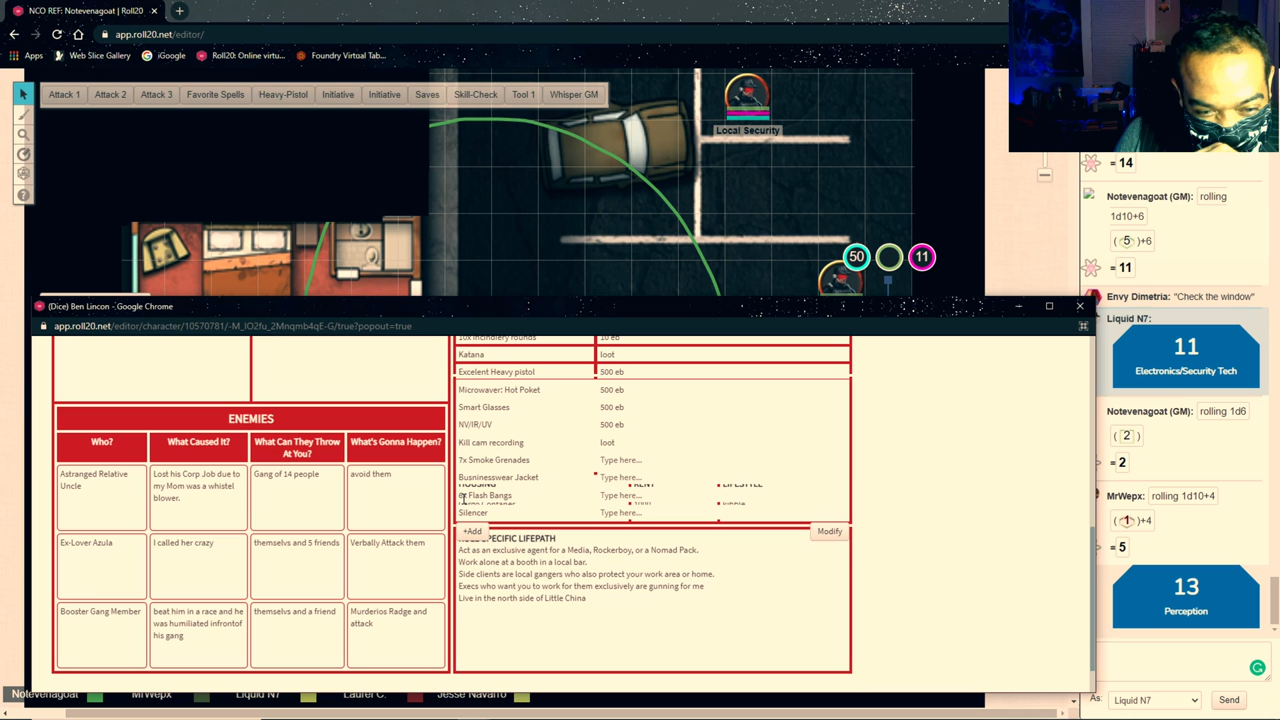 NCO REF: Notevenagoat | Roll20
app.roll20.net/editor/
Apps
Web Slice Gallery
iGoogle
Roll20: Online virtu...
Foundry Virtual Tab...
Attack 1
Attack 2
Attack 3
Favorite Spells
Heavy-Pistol
Initiative
Initiative
Saves
Skill-Check
Tool 1
Whisper GM
Local Security
50
11
= 14
Notevenagoat (GM): rolling
1d10+6
(5)+6
= 11
Envy Dimetria: "Check the window"
Liquid N7:
11
Electronics/Security Tech
Notevenagoat (GM): rolling 1d6
(2)
= 2
MrWepx: rolling 1d10+4
(1)+4
= 5
13
Perception
As: Liquid N7
Send
(Dice) Ben Lincon - Google Chrome
app.roll20.net/editor/character/10570781/-M_IO2fu_2Mnqmb4qE-G/true?popout=true
10x Incindiery rounds 10 eb
Katana loot
Excelent Heavy pistol 500 eb
Microwaver: Hot Poket 500 eb
Smart Glasses 500 eb
NV/IR/UV 500 eb
Kill cam recording loot
7x Smoke Grenades Type here...
Busninesswear Jacket Type here...
HOUSING RENT LIFESTYLE
Flash Bangs Type here...
Silencer Type here...
+Add
Modify
SPECIFIC LIFEPATH
Act as an exclusive agent for a Media, Rockerboy, or a Nomad Pack.
Work alone at a booth in a local bar.
Side clients are local gangers who also protect your work area or home.
Execs who want you to work for them exclusively are gunning for me
Live in the north side of Little China
ENEMIES
Who?
What Caused It?
What Can They Throw
At You?
What's Gonna Happen?
Astranged Relative
Uncle
Lost his Corp Job due to
my Mom was a whistel
blower.
Gang of 14 people
avoid them
Ex-Lover Azula
I called her crazy
themselvs and 5 friends
Verbally Attack them
Booster Gang Member
beat him in a race and he
was humiliated infrontof
his gang
themselvs and a friend
Murderios Radge and
attack
Notevenagoat
MrWepx
Liquid N7
Laurel C.
Jesse Navarro